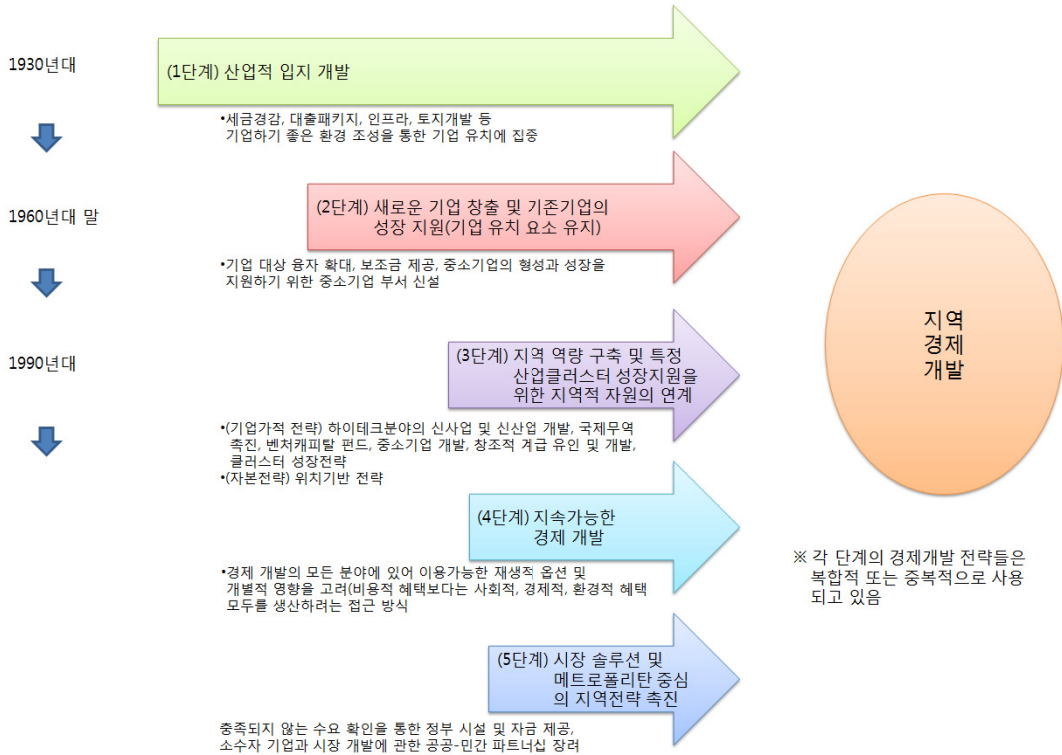 1930년대
(1단계) 산업적 입지 개발
•세금경감, 대출패키지, 인프라, 토지개발 등
기업하기 좋은 환경 조성을 통한 기업 유치에 집중
1960년대 말
(2단계) 새로운 기업 창출 및 기존기업의
성장 지원(기업 유치 요소 유지)
•기업 대상 융자 확대, 보조금 제공, 중소기업의 형성과 성장을
지원하기 위한 중소기업 부서 신설
1990년대
(3단계) 지역 역량 구축 및 특정
산업클러스터 성장지원을
위한 지역적 자원의 연계
•(기업가적 전략) 하이테크분야의 신사업 및 신산업 개발, 국제무역
촉진, 벤처캐피탈 펀드, 중소기업 개발, 창조적 계급 유인 및 개발,
클러스터 성장전략
•(자본전략) 위치기반 전략
(4단계) 지속가능한
경제 개발
•경제 개발의 모든 분야에 있어 이용가능한 재생적 옵션 및
개별적 영향을 고려(비용적 혜택보다는 사회적, 경제적, 환경적 혜택
모두를 생산하려는 접근 방식
(5단계) 시장 솔루션 및
메트로폴리탄 중심
의 지역전략 촉진
충족되지 않는 수요 확인을 통한 정부 시설 및 자금 제공,
소수자 기업과 시장 개발에 관한 공공-민간 파트너십 장려
지역
경제
개발
※ 각 단계의 경제개발 전략들은
복합적 또는 중복적으로 사용
되고 있음